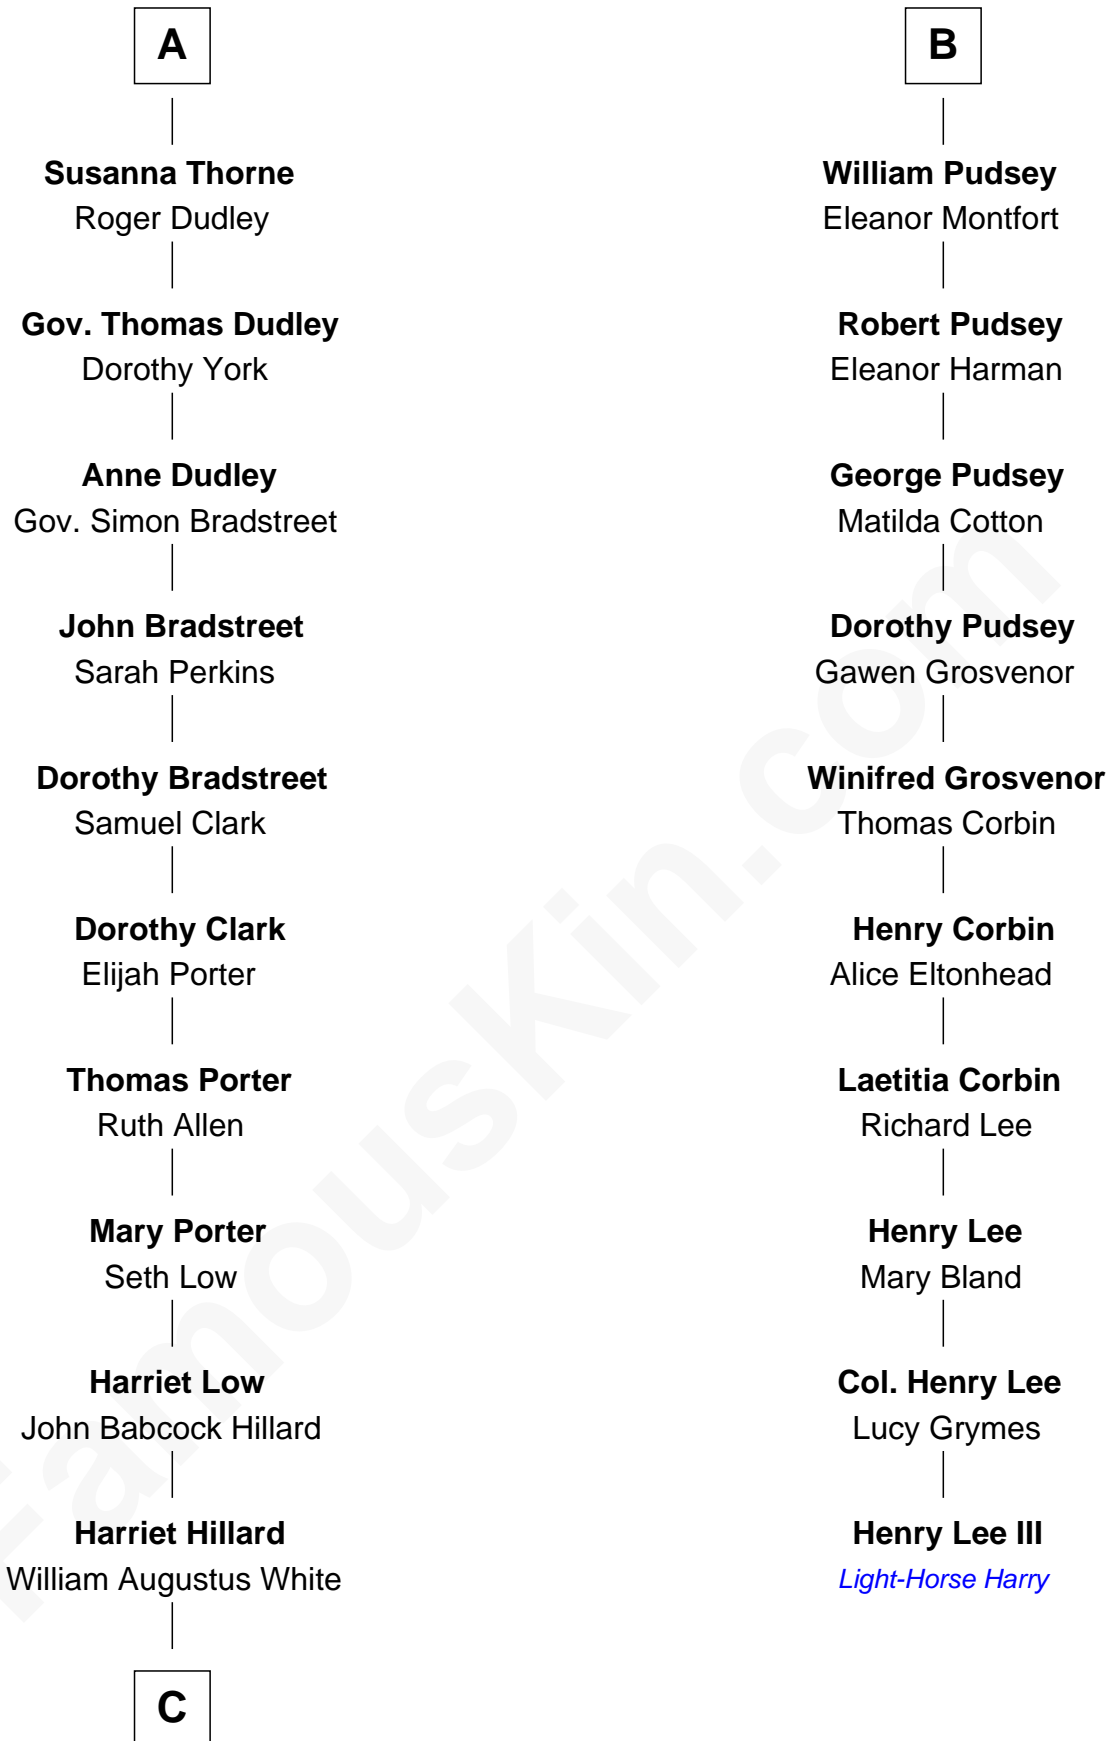 A
Susanna Thorne
Roger Dudley
Gov. Thomas Dudley
Dorothy York
Anne Dudley
Gov. Simon Bradstreet
John Bradstreet
Sarah Perkins
Dorothy Bradstreet
Samuel Clark
Dorothy Clark
Elijah Porter
Thomas Porter
Ruth Allen
Mary Porter
Seth Low
Harriet Low
John Babcock Hillard
Harriet Hillard
William Augustus White
C
B
William Pudsey
Eleanor Montfort
Robert Pudsey
Eleanor Harman
George Pudsey
Matilda Cotton
Dorothy Pudsey
Gawen Grosvenor
Winifred Grosvenor
Thomas Corbin
Henry Corbin
Alice Eltonhead
Laetitia Corbin
Richard Lee
Henry Lee
Mary Bland
Col. Henry Lee
Lucy Grymes
Henry Lee III
Light-Horse Harry
FamousKin.com